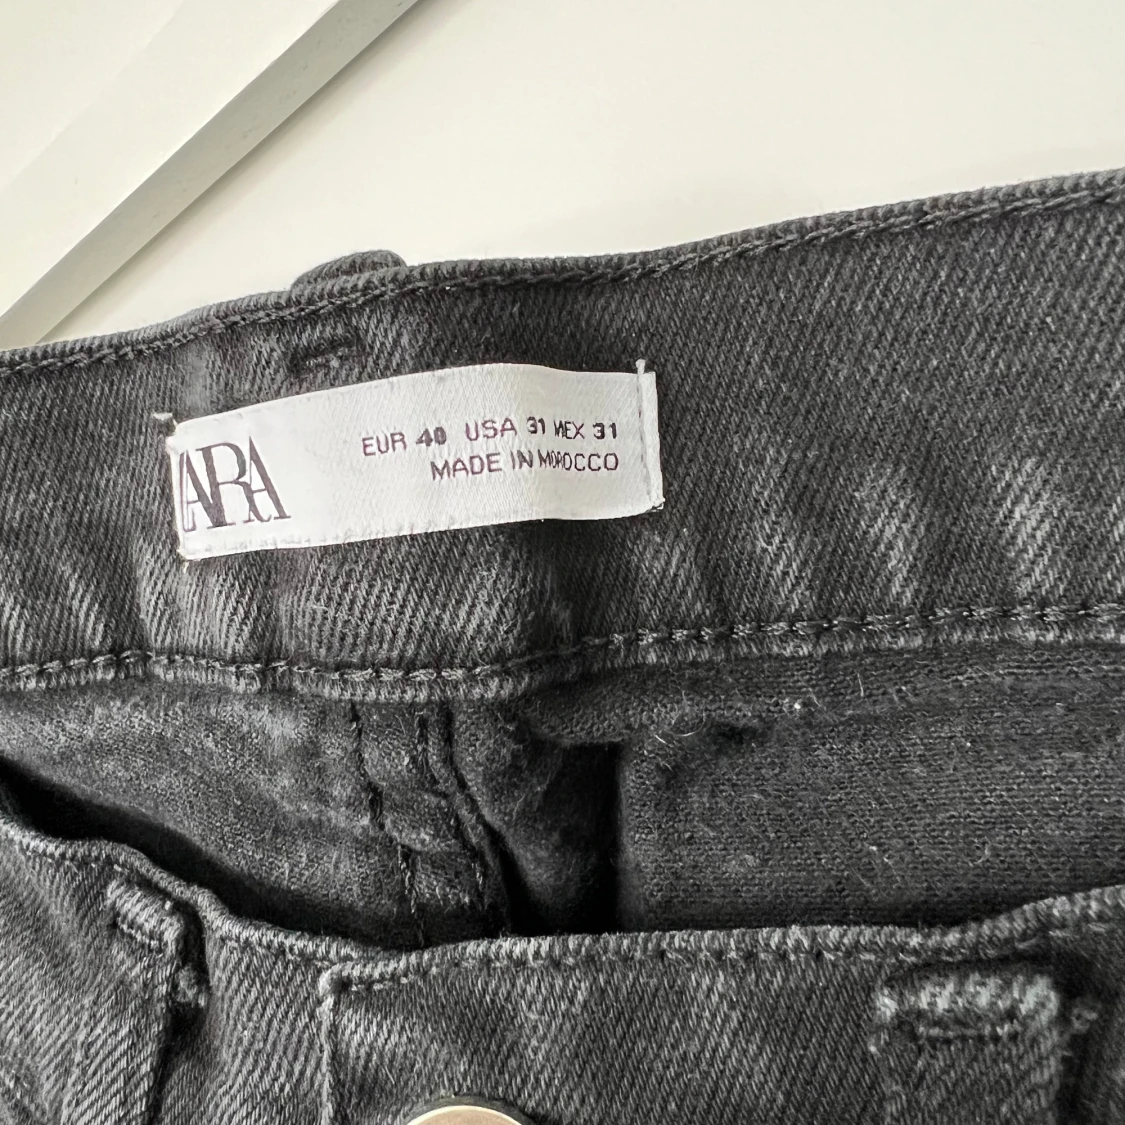 ZARA
EUR 40 USA 31 MEX 31
MADE IN MOROCCO